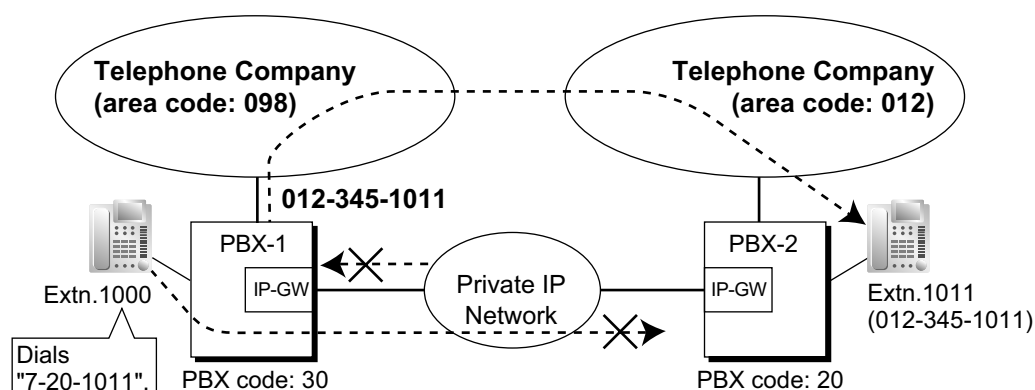 Telephone Company
(area code: 098)
Telephone Company
(area code: 012)
012-345-1011
PBX-1
PBX-2
IP-GW
Private IP
Network
IP-GW
Extn.1000
Extn.1011
(012-345-1011)
Dials
"7-20-1011".
PBX code: 30
PBX code: 20